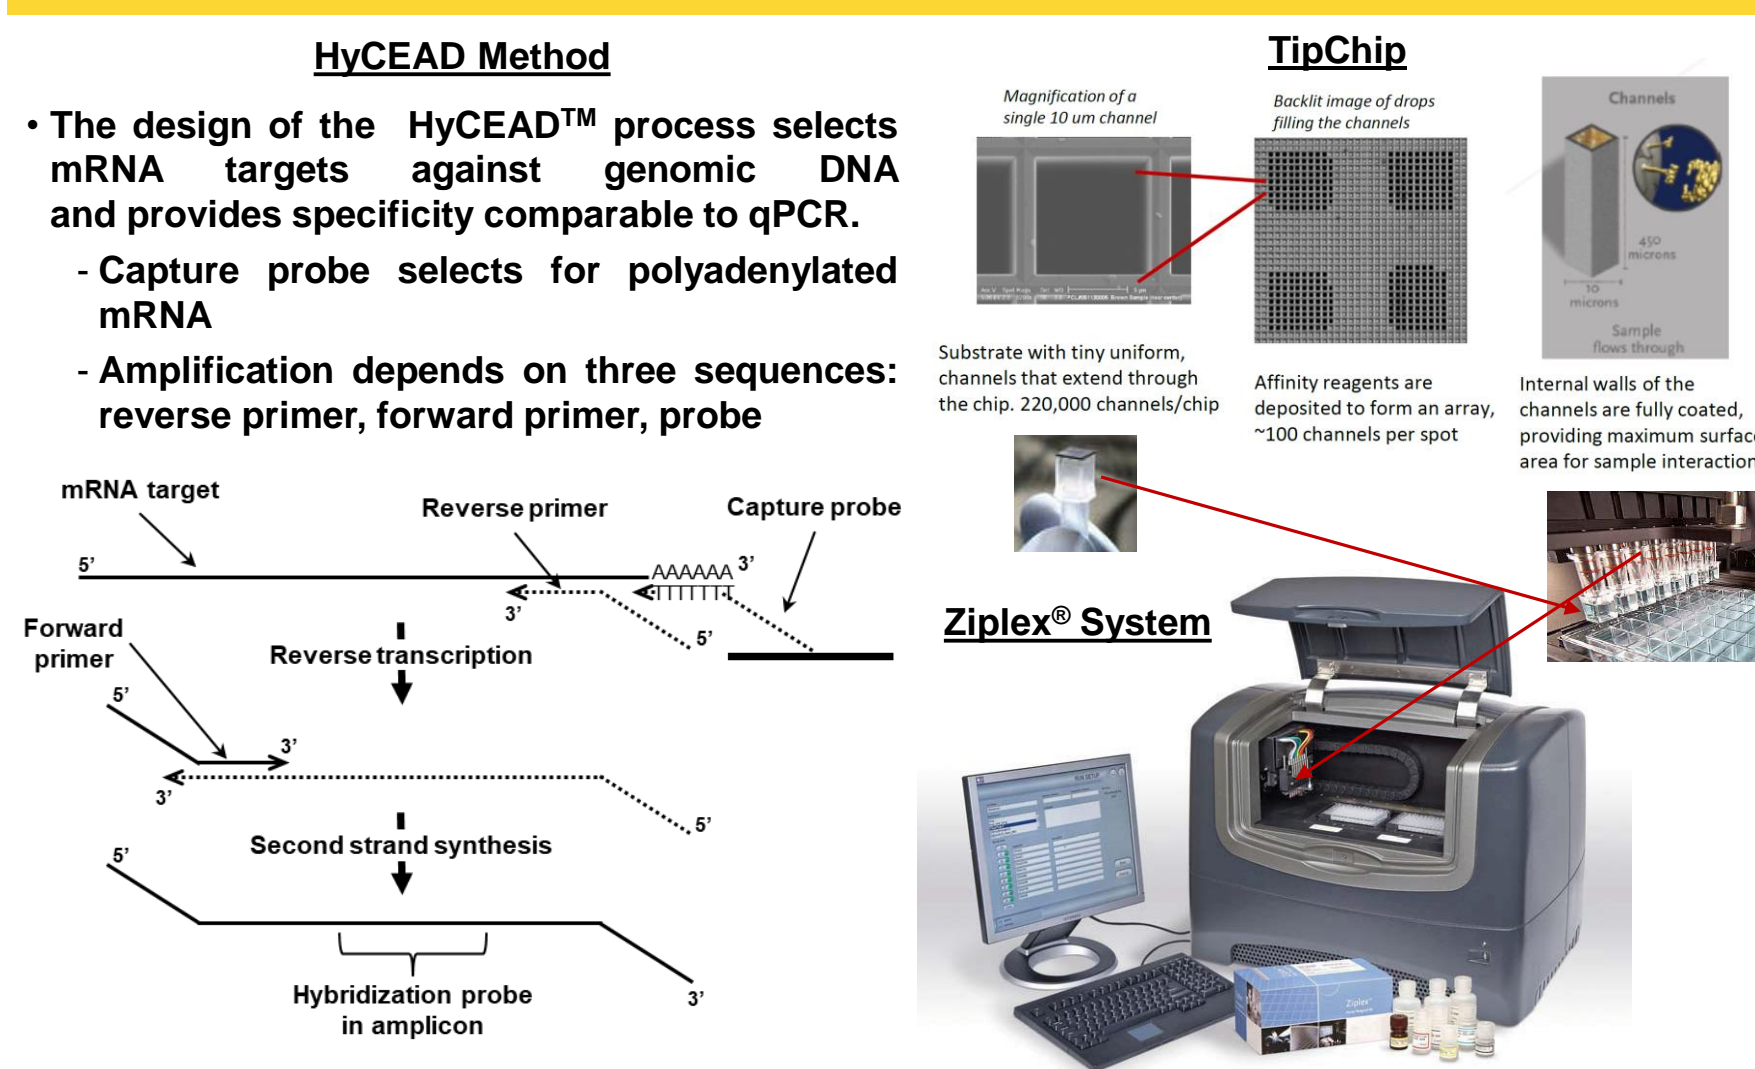 HyCEAD Method
• The design of the HyCEAD™ process selects
mRNA targets against genomic DNA
and provides specificity comparable to qPCR.
- Capture probe selects for polyadenylated
mRNA
- Amplification depends on three sequences:
reverse primer, forward primer, probe
mRNA target
Reverse primer
Capture probe
5’
AAAAAA 3’
TTTTTT
3’
5’
Forward
primer
Reverse transcription
5’
3’
3’
5’
Second strand synthesis
5’
3’
Hybridization probe
in amplicon
TipChip
Magnification of a
single 10 um channel
Backlit image of drops
filling the channels
Channels
450
microns
10
microns
Sample
flows through
Substrate with tiny uniform,
channels that extend through
the chip. 220,000 channels/chip
Affinity reagents are
deposited to form an array,
~100 channels per spot
Internal walls of the
channels are fully coated,
providing maximum surface
area for sample interaction
Ziplex® System
RUN SETUP
Ziplex